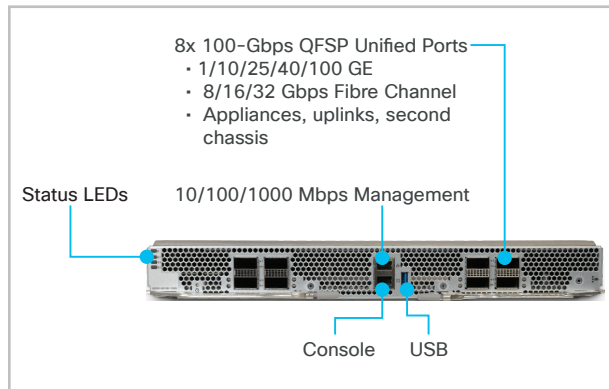 8x 100-Gbps QFSP Unified Ports
• 1/10/25/40/100 GE
• 8/16/32 Gbps Fibre Channel
• Appliances, uplinks, second
chassis
Status LEDs
10/100/1000 Mbps Management
Console
USB